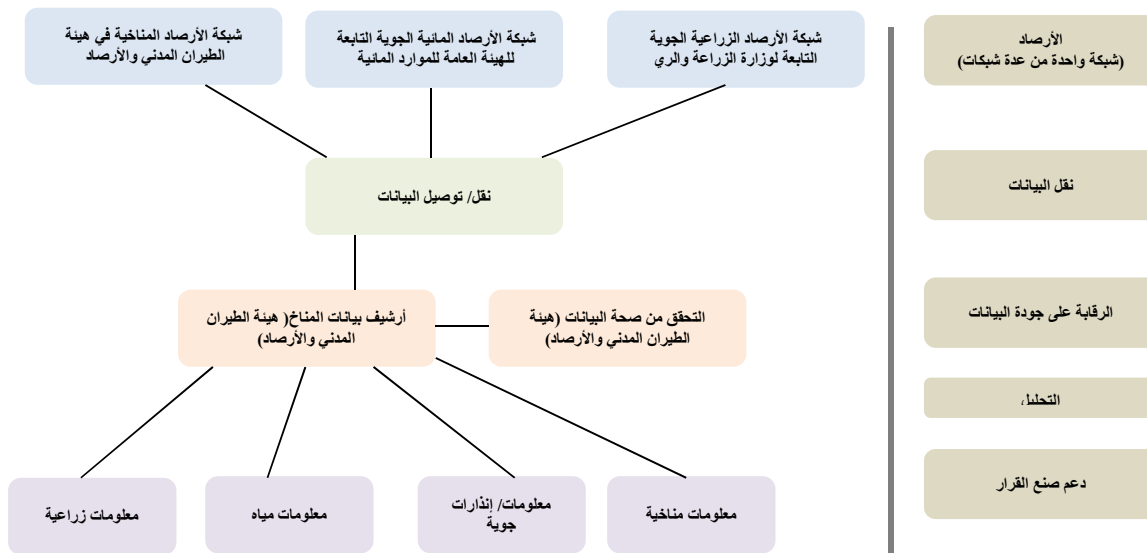 شبكة الأرصاد الزراعية الجوية
التابعة لوزارة الزراعة والري
شبكة الأرصاد المائية الجوية التابعة
للهيئة العامة للموارد المائية
شبكة الأرصاد المناخية في هيئة
الطيران المدني والأرصاد
نقل/ توصيل البيانات
التحقق من صحة البيانات (هيئة
الطيران المدني والأرصاد)
أرشيف بيانات المناخ( هيئة الطيران
المدني والأرصاد)
معلومات مناخية
معلومات/ إنذارات
جوية
معلومات مياه
معلومات زراعية
الأرصاد
(شبكة واحدة من عدة شبكات)
نقل البيانات
الرقابة على جودة البيانات
التحليل
دعم صنع القرار